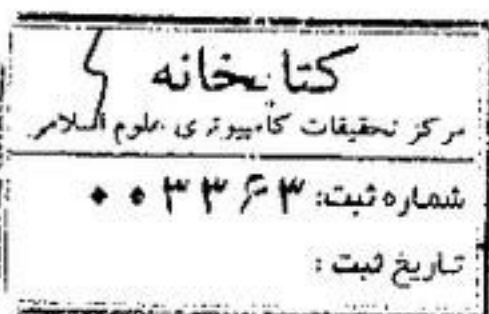 کتابخانه
مرکز تحقیقات کامپیوتری علوم اسلامی
شماره ثبت: ۰۰۳۳۶۳
تاریخ ثبت :